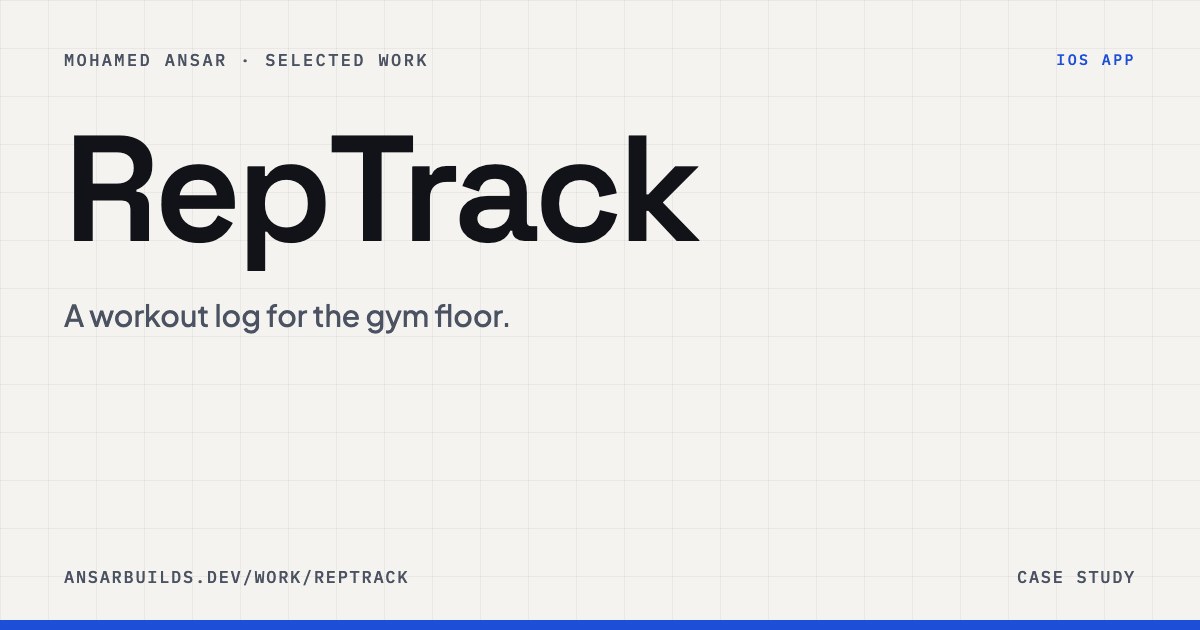 MOHAMED ANSAR · SELECTED WORK
IOS APP
RepTrack
A workout log for the gym floor.
ANSARBUILDS.DEV/WORK/REPTRACK
CASE STUDY